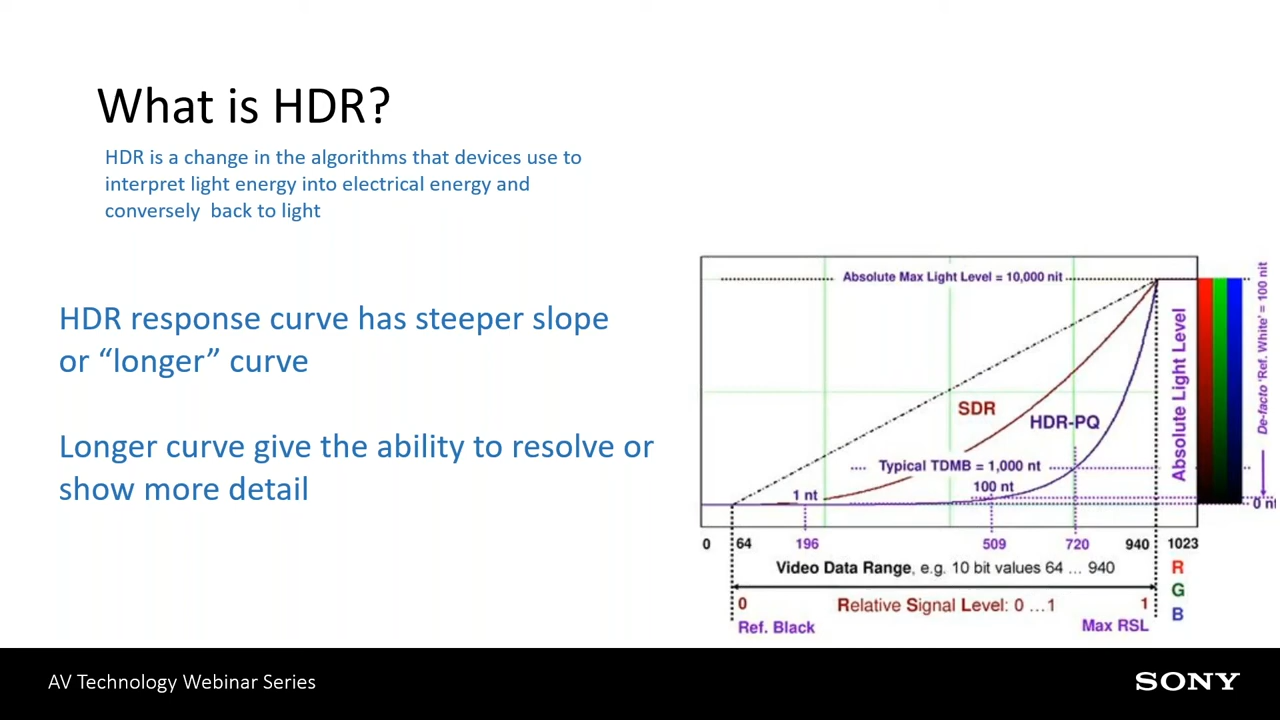 What is HDR?
HDR is a change in the algorithms that devices use to
interpret light energy into electrical energy and
conversely  back to light
HDR response curve has steeper slope
or “longer” curve
Longer curve give the ability to resolve or
show more detail
Absolute Max Light Level = 10,000 nit
SDR
HDR-PQ
Typical TDMB = 1,000 nt
100 nt
1 nt
Absolute Light Level
De-facto 'Ref. White' = 100 nit
0 nt
0 64 196 509 720 940 1023
Video Data Range, e.g. 10 bit values 64 ... 940
R
G
B
0 Relative Signal Level: 0 ...1 1
Ref. Black Max RSL
AV Technology Webinar Series
SONY